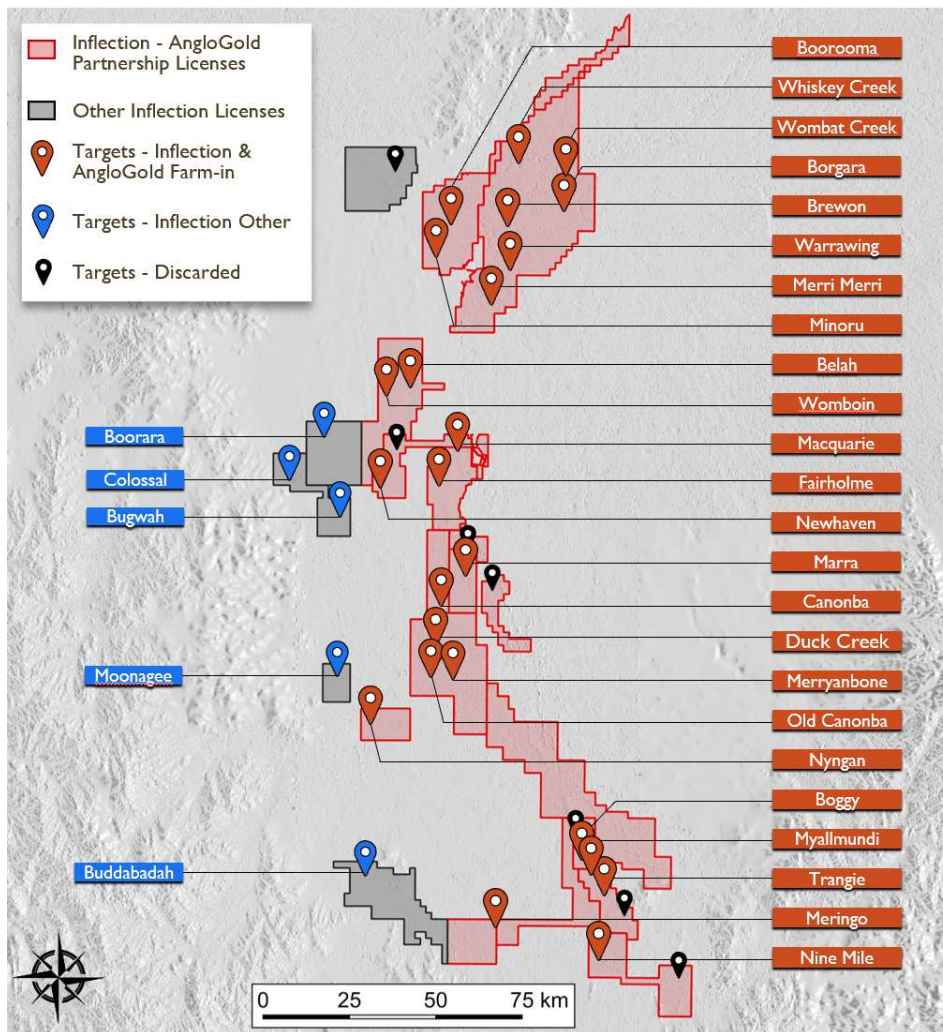 Inflection - AngloGold
Partnership Licenses
Other Inflection Licenses
Targets - Inflection &
AngloGold Farm-in
Targets - Inflection Other
Targets - Discarded
Boorooma
Whiskey Creek
Wombat Creek
Borgara
Brewon
Warrawing
Merri Merri
Minoru
Belah
Womboin
Macquarie
Fairholme
Newhaven
Marra
Canonba
Duck Creek
Merryanbone
Old Canonba
Nyngan
Boggy
Myallmundi
Trangie
Meringo
Nine Mile
Boorara
Colossal
Bugwah
Moonagee
Buddabadah
0 25 50 75 km